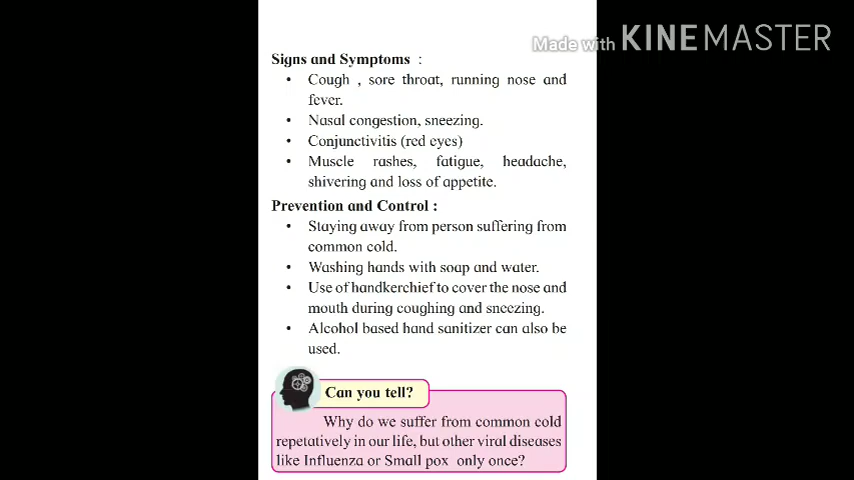 Made with KINEMASTER
Signs and Symptoms :
• Cough , sore throat, running nose and
fever.
• Nasal congestion, sneezing.
• Conjunctivitis (red eyes)
• Muscle rashes, fatigue, headache,
shivering and loss of appetite.
Prevention and Control :
• Staying away from person suffering from
common cold.
• Washing hands with soap and water.
• Use of handkerchief to cover the nose and
mouth during coughing and sneezing.
• Alcohol based hand sanitizer can also be
used.
Can you tell?
Why do we suffer from common cold
repetatively in our life, but other viral diseases
like Influenza or Small pox only once?